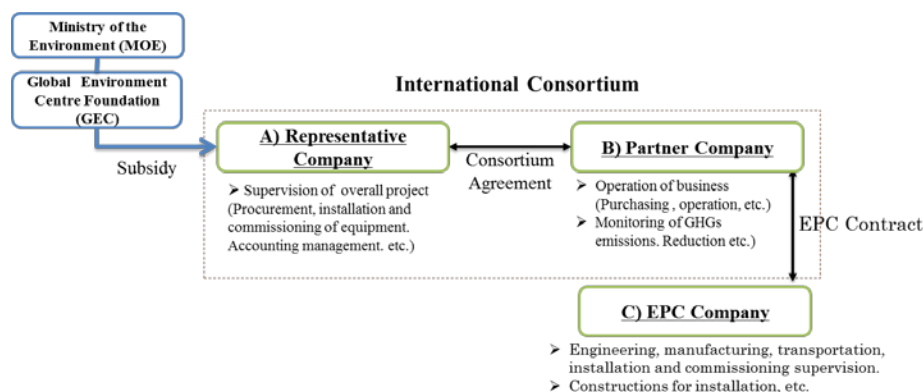 Ministry of the
Environment (MOE)
Global Environment
Centre Foundation
(GEC)
International Consortium
Subsidy
A) Representative
Company
➢ Supervision of overall project
(Procurement, installation and
commissioning of equipment.
Accounting management. etc.)
Consortium
Agreement
B) Partner Company
➢ Operation of business
(Purchasing , operation, etc.)
➢ Monitoring of GHGs
emissions. Reduction etc.)
EPC Contract
C) EPC Company
➢ Engineering, manufacturing, transportation,
installation and commissioning supervision.
➢ Constructions for installation, etc.